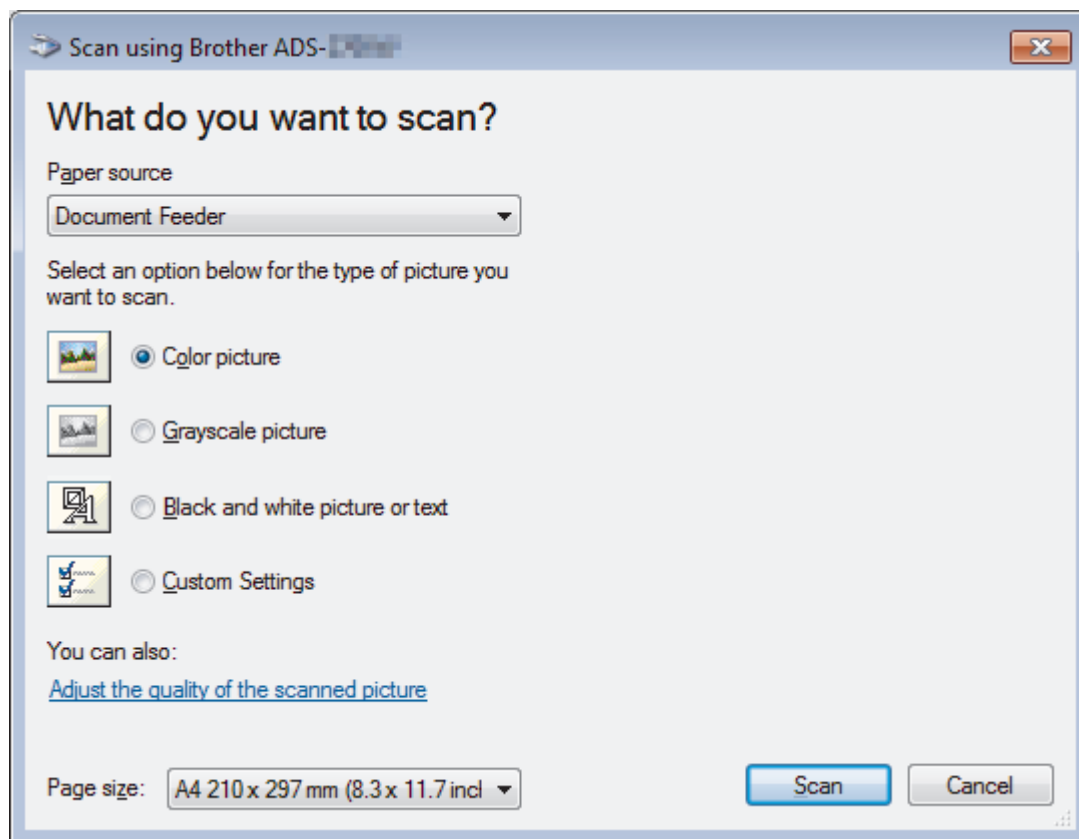 Scan using Brother ADS-
What do you want to scan?
Paper source
Document Feeder
Select an option below for the type of picture you
want to scan.
Color picture
Grayscale picture
Black and white picture or text
Custom Settings
You can also:
Adjust the quality of the scanned picture
Page size: A4 210 x 297 mm (8.3 x 11.7 incl
Scan Cancel